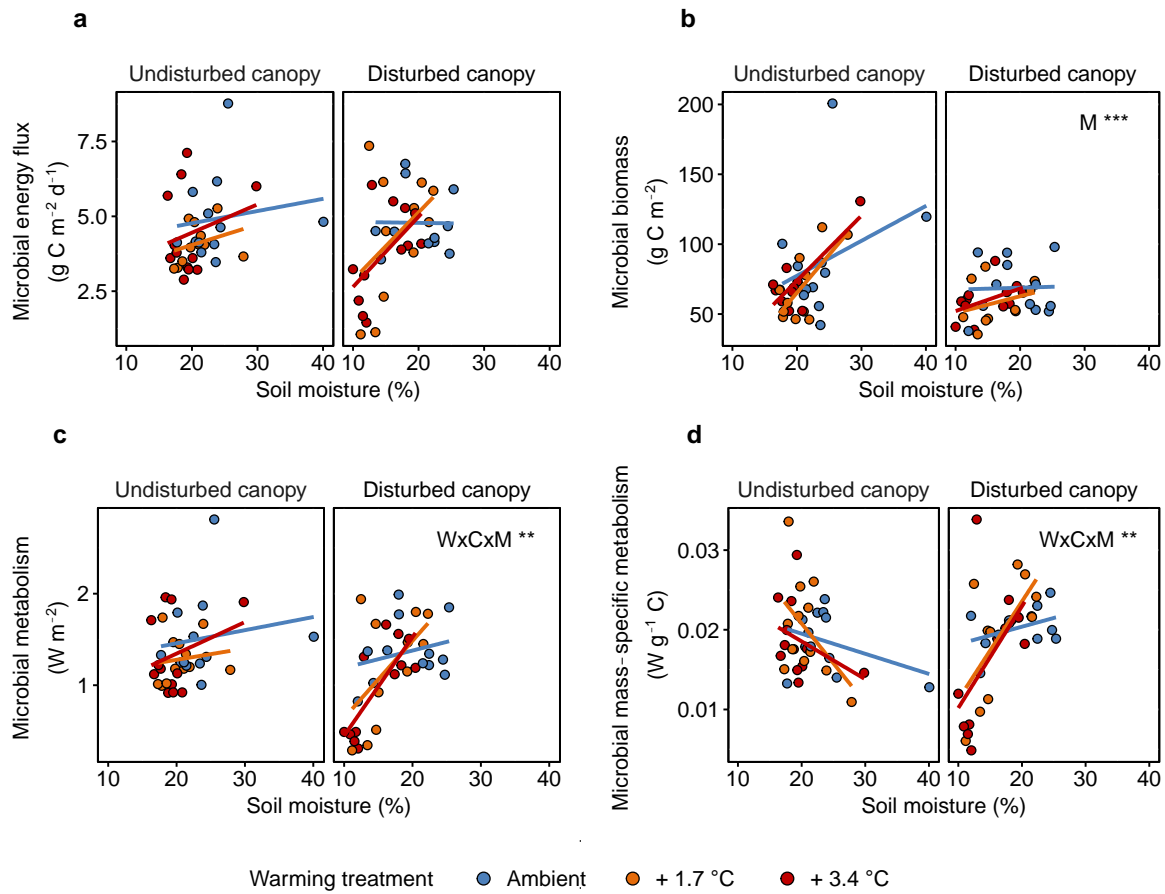 a
Undisturbed canopy
Disturbed canopy
Microbial energy flux
(g C m⁻² d⁻¹)
7.5
5.0
2.5
10 20 30 40 10 20 30 40
Soil moisture (%)
b
Undisturbed canopy
Disturbed canopy
M ***
Microbial biomass
(g C m⁻²)
200
150
100
50
10 20 30 40 10 20 30 40
Soil moisture (%)
c
Undisturbed canopy
Disturbed canopy
WxCxM **
Microbial metabolism
(W m⁻²)
2
1
10 20 30 40 10 20 30 40
Soil moisture (%)
d
Undisturbed canopy
Disturbed canopy
WxCxM **
Microbial mass-specific metabolism
(W g⁻¹ C)
0.03
0.02
0.01
10 20 30 40 10 20 30 40
Soil moisture (%)
Warming treatment Ambient + 1.7 °C + 3.4 °C